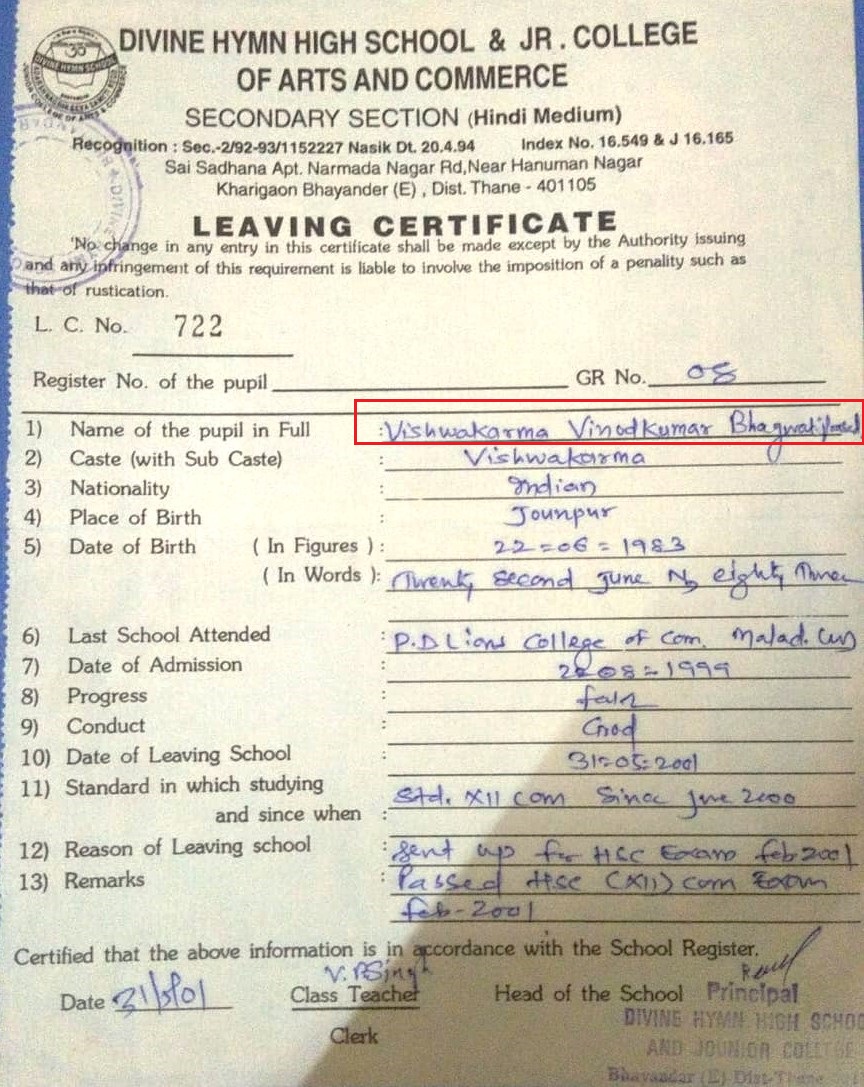 DIVINE HYMN HIGH SCHOOL & JR. COLLEGE
OF ARTS AND COMMERCE
SECONDARY SECTION (Hindi Medium)
Recognition : Sec.-2/92-93/1152227 Nasik Dt. 20.4.94 Index No. 16.549 & J 16.165
Sai Sadhana Apt. Narmada Nagar Rd,Near Hanuman Nagar
Kharigaon Bhayander (E) , Dist. Thane - 401105
LEAVING CERTIFICATE
'No change in any entry in this certificate shall be made except by the Authority issuing
and any infringement of this requirement is liable to involve the imposition of a penality such as
that of rustication.
L. C. No. 722
Register No. of the pupil GR No. 08
1) Name of the pupil in Full :Vishwakarma Vinodkumar Bhagwatiprasad
2) Caste (with Sub Caste) : Vishwakarma
3) Nationality : Indian
4) Place of Birth : Jounpur
5) Date of Birth ( In Figures ) : 22=06=1983
( In Words ) : Twenty second June N, eighty Three
6) Last School Attended : P.D Lions College of Com. Malad. (W)
7) Date of Admission : 08=1999
8) Progress : fair
9) Conduct : Good
10) Date of Leaving School : 31=05=2001
11) Standard in which studying Std. XII com Since June 2000
and since when :
12) Reason of Leaving school : Sent up for HSC Exam feb 2001
13) Remarks : Passed HSC (XII) com Exam
feb-2001
Certified that the above information is in accordance with the School Register.
V. P Singh
Date 31/5/01 Class Teacher Head of the School Principal
Clerk
DIVINE HYMN HIGH SCHOO
AND JOUNIOR COLLEGE
Bhayandar (E) Dist-Thane